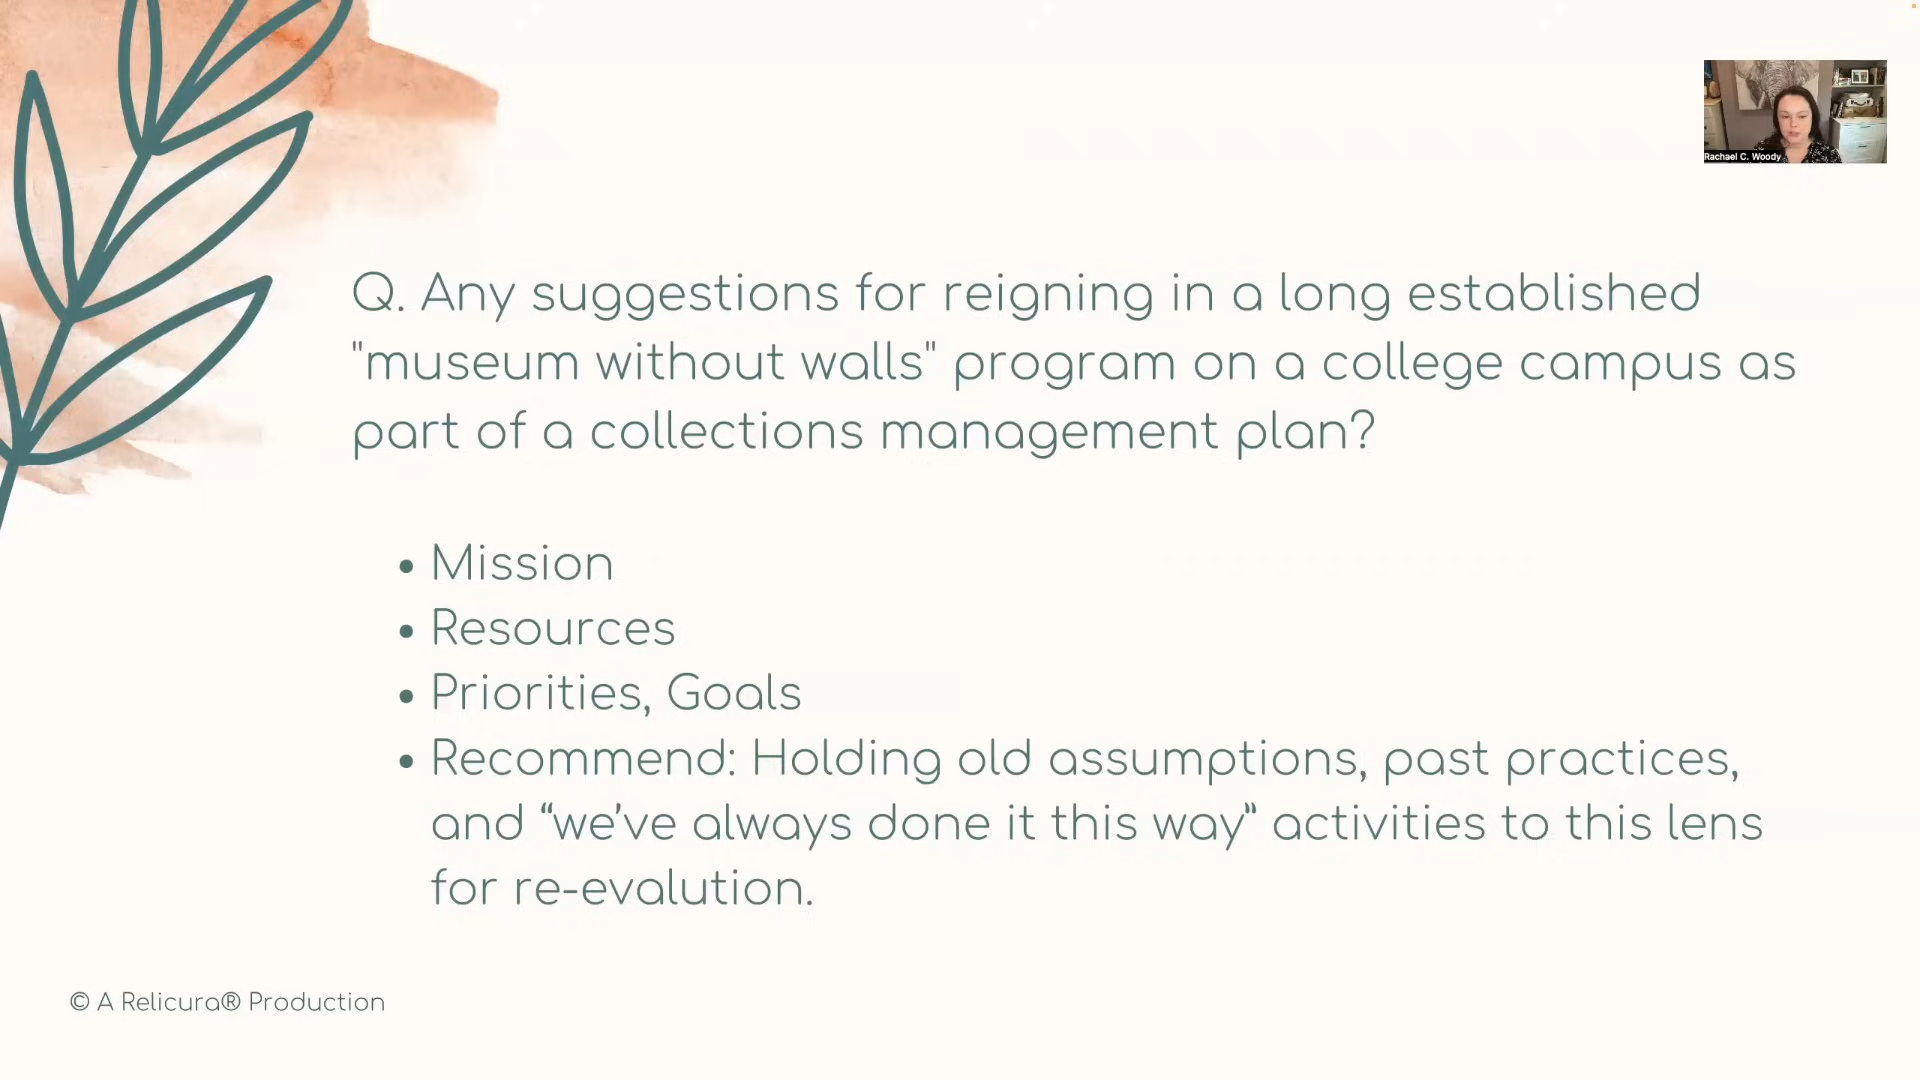 Rachael C. Woody
Q. Any suggestions for reigning in a long established
"museum without walls" program on a college campus as
part of a collections management plan?
• Mission
• Resources
• Priorities, Goals
• Recommend: Holding old assumptions, past practices,
and “we’ve always done it this way” activities to this lens
for re-evalution.
© A Relicura® Production